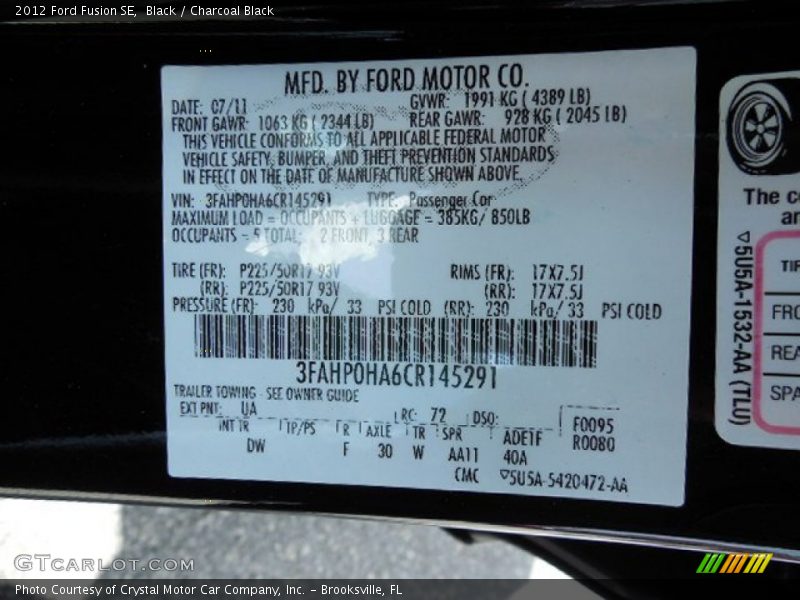 2012 Ford Fusion SE,  Black / Charcoal Black
MFD. BY FORD MOTOR CO.
DATE: 07/11 GVWR: 1991 KG ( 4389 LB)
FRONT GAWR: 1063 KG ( 2344 LB) REAR GAWR: 928 KG ( 2045 LB)
THIS VEHICLE CONFORMS TO ALL APPLICABLE FEDERAL MOTOR
VEHICLE SAFETY, BUMPER, AND THEFT PREVENTION STANDARDS
IN EFFECT ON THE DATE OF MANUFACTURE SHOWN ABOVE.
VIN: 3FAHP0HA6CR145291 TYPE: Passenger Car
MAXIMUM LOAD = OCCUPANTS + LUGGAGE = 385KG/ 850LB
OCCUPANTS = 5 TOTAL: 2 FRONT, 3 REAR
TIRE (FR): P225/50R17 93V RIMS (FR): 17X7.5J
(RR): P225/50R17 93V (RR): 17X7.5J
PRESSURE (FR): 230 kPa/ 33 PSI COLD (RR): 230 kPa/ 33 PSI COLD
3FAHP0HA6CR145291
TRAILER TOWING - SEE OWNER GUIDE
EXT PNT: UA RC: 72 DSO: F0095
INT TR TP/PS R AXLE TR SPR ADE1F R0080
DW F 30 W AA11 40A
CMC 5U5A-5420472-AA
The
TIR
FRO
REA
SPA
5U5A-1532-AA (TLU)
GTCARLOT.COM
Photo Courtesy of Crystal Motor Car Company, Inc. – Brooksville, FL